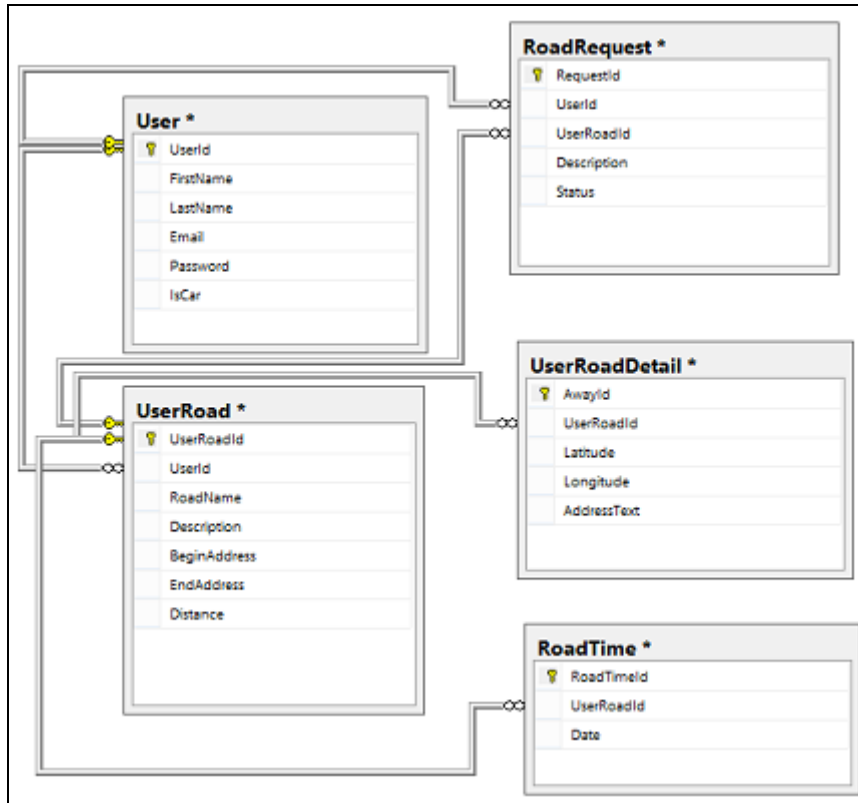 User *
UserId
FirstName
LastName
Email
Password
IsCar
RoadRequest *
RequestId
UserId
UserRoadId
Description
Status
UserRoad *
UserRoadId
UserId
RoadName
Description
BeginAddress
EndAddress
Distance
UserRoadDetail *
AwayId
UserRoadId
Latitude
Longitude
AddressText
RoadTime *
RoadTimeId
UserRoadId
Date